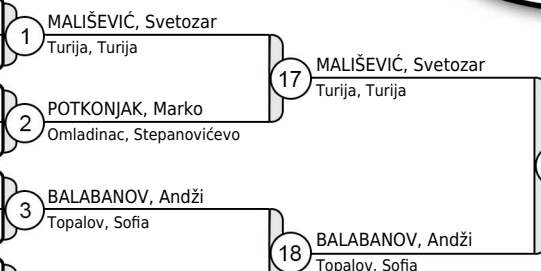 1
MALIŠEVIĆ, Svetozar
Turija, Turija
2
POTKONJAK, Marko
Omladinac, Stepanovićevo
3
BALABANOV, Andži
Topalov, Sofia
17
MALIŠEVIĆ, Svetozar
Turija, Turija
18
BALABANOV, Andži
Topalov, Sofia